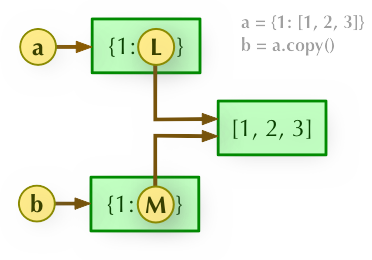 a = {1: [1, 2, 3]}
b = a.copy()
a
{1: L }
[1, 2, 3]
b
{1: M }